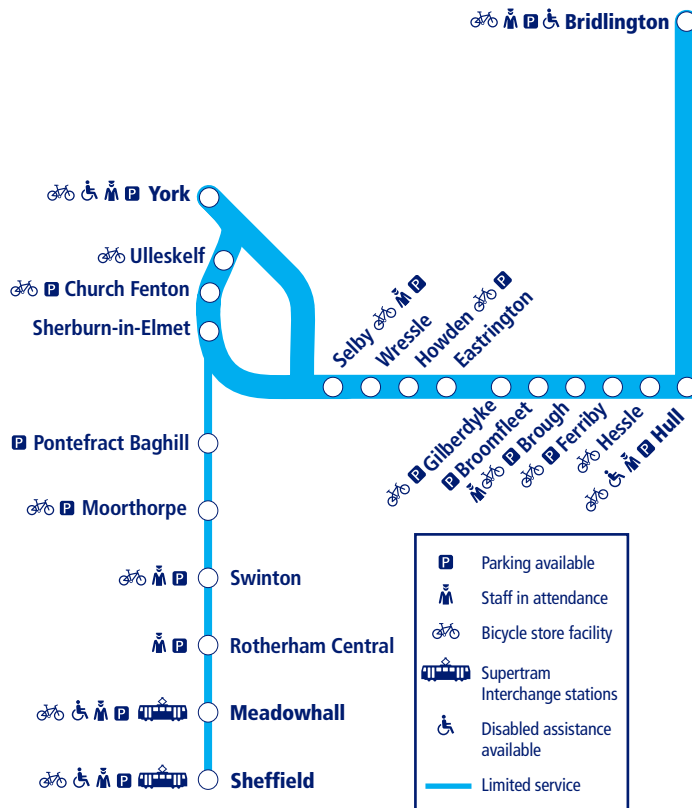 Bridlington
York
Ulleskelf
Church Fenton
Sherburn-in-Elmet
Selby
Wressle
Howden
Eastrington
Gilberdyke
Broomfleet
Brough
Ferriby
Hessle
Hull
Pontefract Baghill
Moorthorpe
Swinton
Rotherham Central
Meadowhall
Sheffield
P Parking available
Staff in attendance
Bicycle store facility
Supertram
Interchange stations
Disabled assistance
available
Limited service